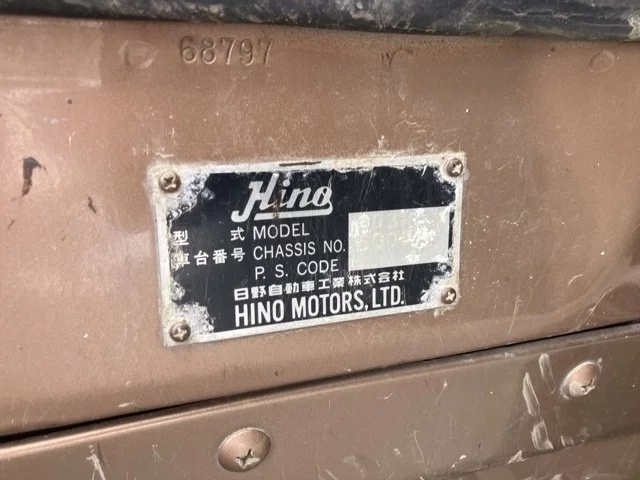 68797
Hino
型 式 MODEL
車台番号 CHASSIS NO.
P. S. CODE
日野自動車工業株式会社
HINO MOTORS, LTD.